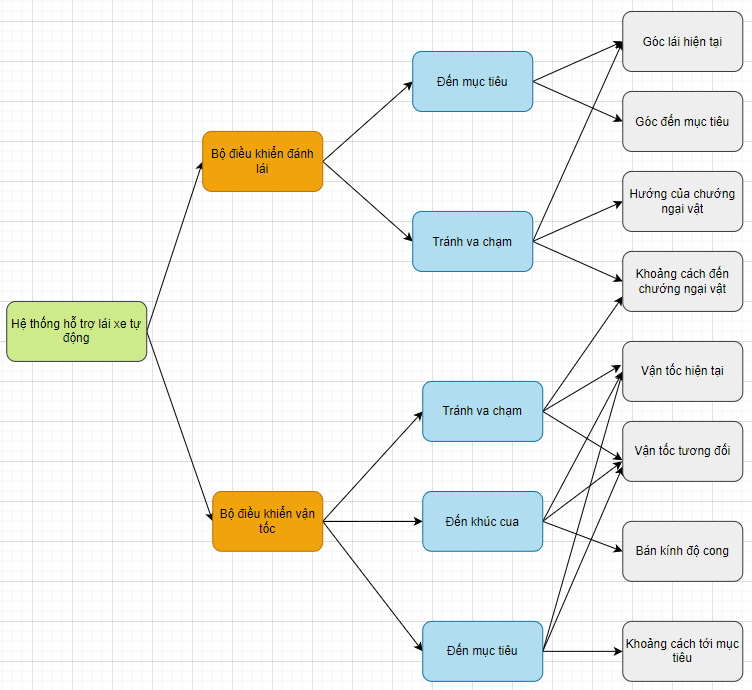 Hệ thống hỗ trợ lái xe tự
động
Bộ điều khiển đánh
lái
Bộ điều khiển vận
tốc
Đến mục tiêu
Tránh va chạm
Tránh va chạm
Đến khúc cua
Đến mục tiêu
Góc lái hiện tại
Góc đến mục tiêu
Hướng của chướng
ngại vật
Khoảng cách đến
chướng ngại vật
Vận tốc hiện tại
Vận tốc tương đối
Bán kính độ cong
Khoảng cách tới mục
tiêu